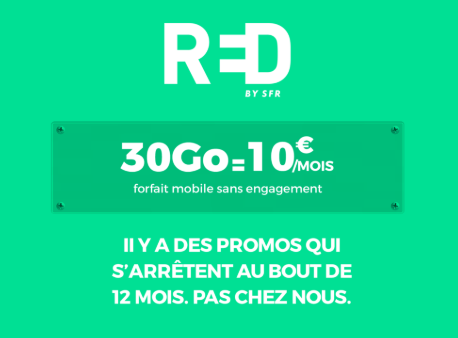 RED
BY SFR
30Go=10€/MOIS
forfait mobile sans engagement
Il Y A DES PROMOS QUI
S'ARRÊTENT AU BOUT DE
12 MOIS. PAS CHEZ NOUS.